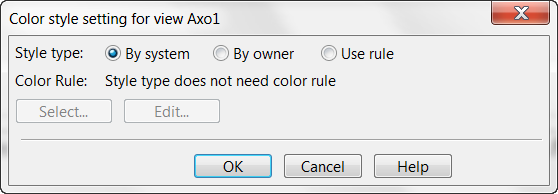 Color style setting for view Axo1
Style type: By system By owner Use rule
Color Rule: Style type does not need color rule
Select... Edit...
OK Cancel Help